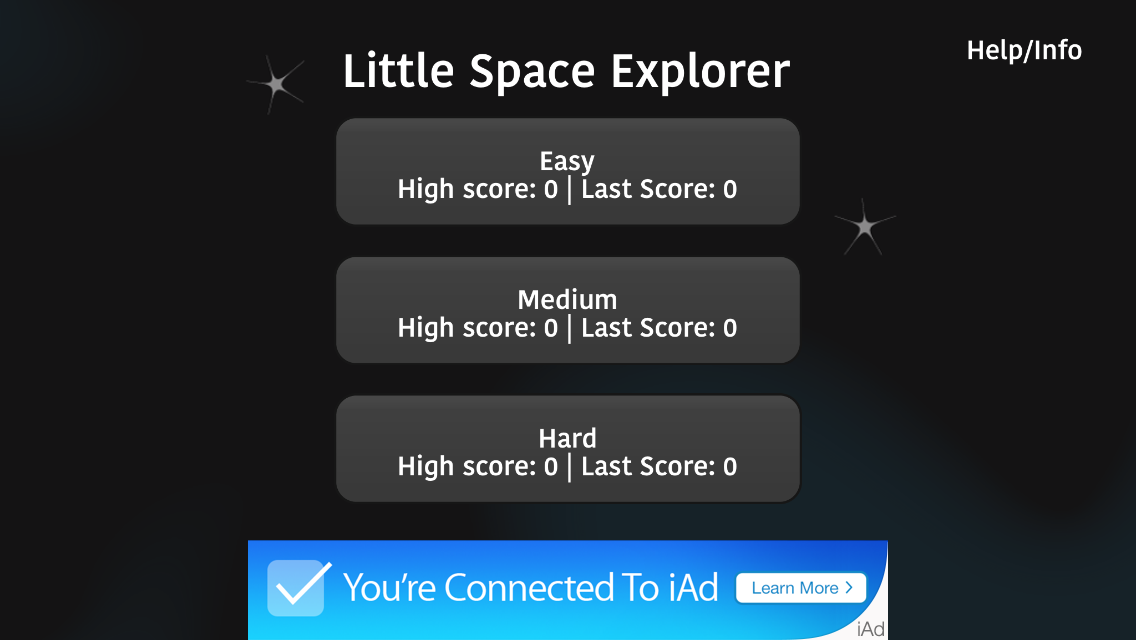 Little Space Explorer
Help/Info
Easy
High score: 0 | Last Score: 0
Medium
High score: 0 | Last Score: 0
Hard
High score: 0 | Last Score: 0
You're Connected To iAd
Learn More >
iAd